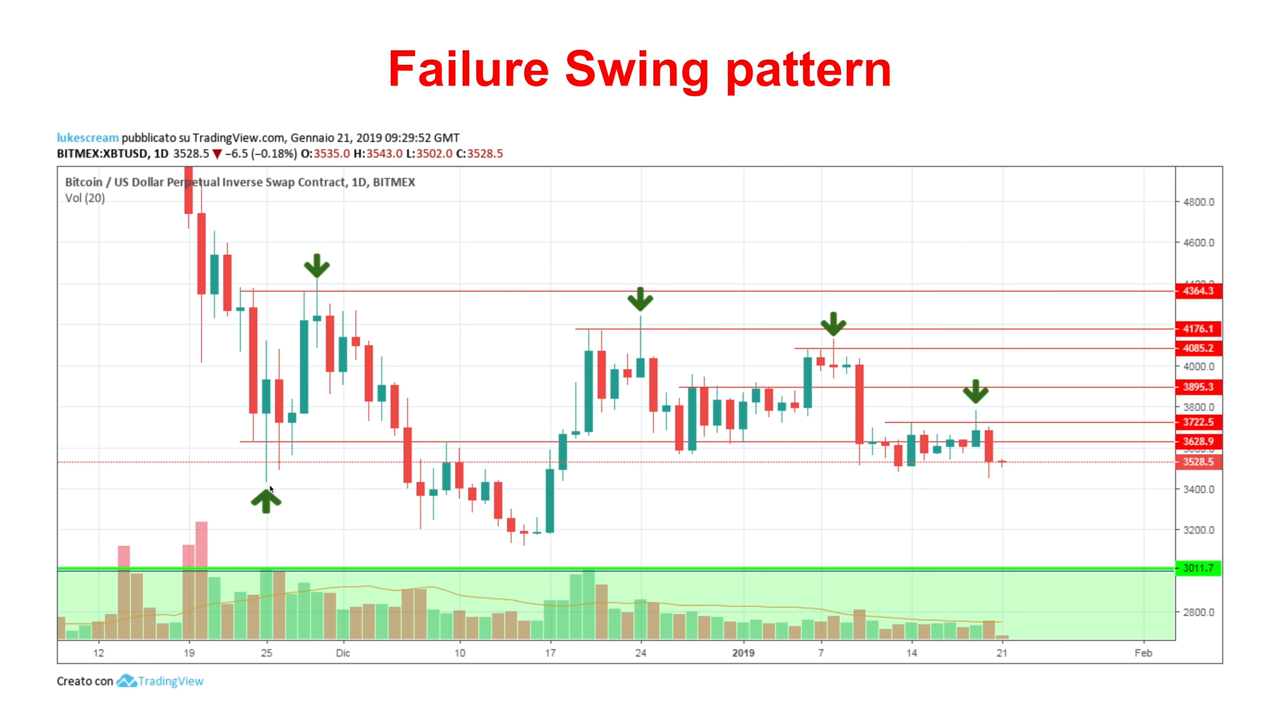 Failure Swing pattern
lukescream pubblicato su TradingView.com, Gennaio 21, 2019 09:29:52 GMT
BITMEX:XBTUSD, 1D 3528.5 ▼ −6.5 (−0.18%) O:3535.0 H:3543.0 L:3502.0 C:3528.5
Bitcoin / US Dollar Perpetual Inverse Swap Contract, 1D, BITMEX
Vol (20)
4800.0
4600.0
4364.3
4176.1
4085.2
4000.0
3895.3
3800.0
3722.5
3628.9
3528.5
3400.0
3200.0
3011.7
2800.0
12 19 25 Dic 10 17 24 2019 7 14 21 Feb
Creato con TradingView